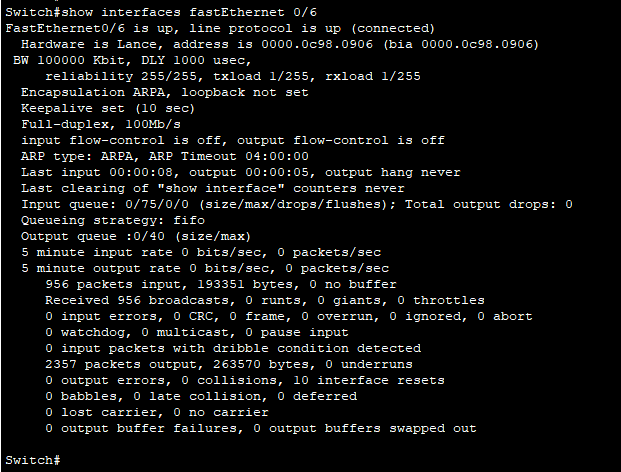 Switch#show interfaces fastEthernet 0/6
FastEthernet0/6 is up, line protocol is up (connected)
Hardware is Lance, address is 0000.0c98.0906 (bia 0000.0c98.0906)
BW 100000 Kbit, DLY 1000 usec,
reliability 255/255, txload 1/255, rxload 1/255
Encapsulation ARPA, loopback not set
Keepalive set (10 sec)
Full-duplex, 100Mb/s
input flow-control is off, output flow-control is off
ARP type: ARPA, ARP Timeout 04:00:00
Last input 00:00:08, output 00:00:05, output hang never
Last clearing of "show interface" counters never
Input queue: 0/75/0/0 (size/max/drops/flushes); Total output drops: 0
Queueing strategy: fifo
Output queue :0/40 (size/max)
5 minute input rate 0 bits/sec, 0 packets/sec
5 minute output rate 0 bits/sec, 0 packets/sec
956 packets input, 193351 bytes, 0 no buffer
Received 956 broadcasts, 0 runts, 0 giants, 0 throttles
0 input errors, 0 CRC, 0 frame, 0 overrun, 0 ignored, 0 abort
0 watchdog, 0 multicast, 0 pause input
0 input packets with dribble condition detected
2357 packets output, 263570 bytes, 0 underruns
0 output errors, 0 collisions, 10 interface resets
0 babbles, 0 late collision, 0 deferred
0 lost carrier, 0 no carrier
0 output buffer failures, 0 output buffers swapped out
Switch#